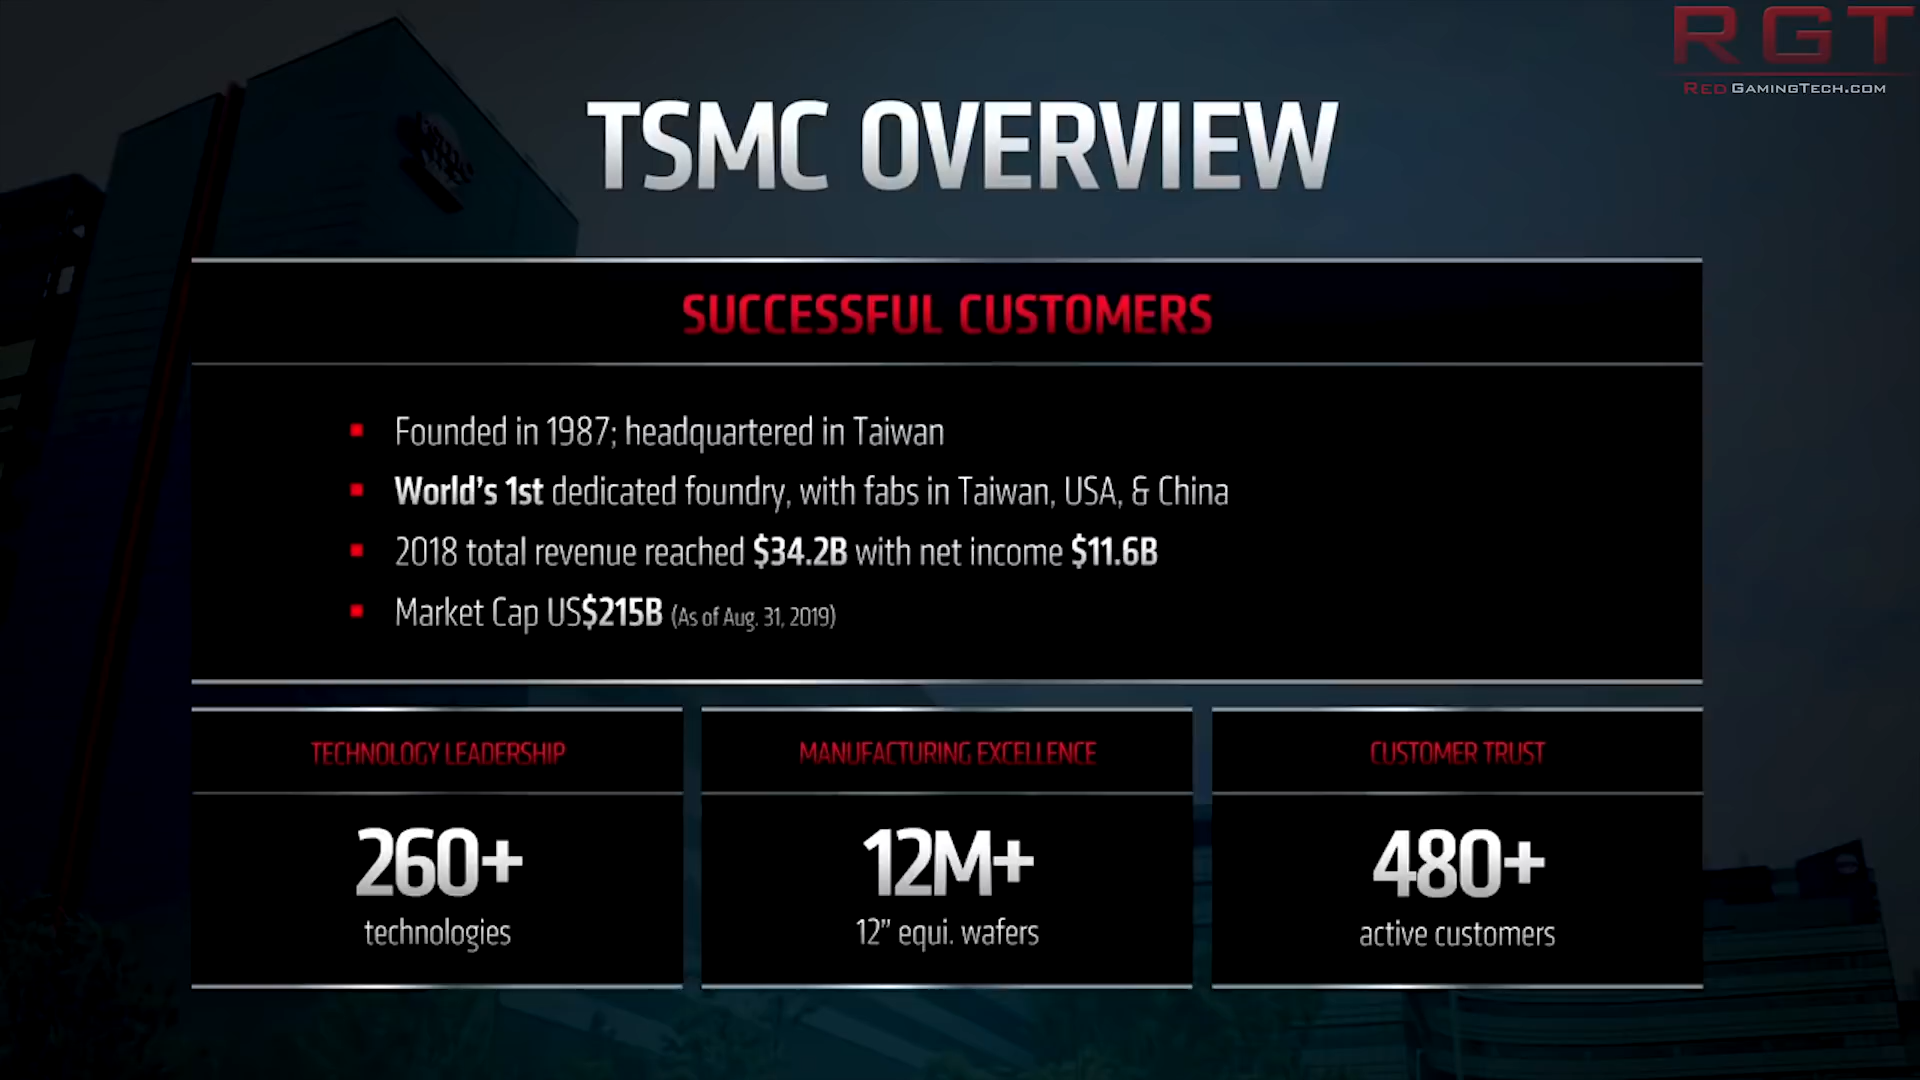 RGT
RedGamingTech.com
TSMC OVERVIEW
SUCCESSFUL CUSTOMERS
Founded in 1987; headquartered in Taiwan
World's 1st dedicated foundry, with fabs in Taiwan, USA, & China
2018 total revenue reached $34.2B with net income $11.6B
Market Cap US$215B (As of Aug. 31, 2019)
TECHNOLOGY LEADERSHIP
260+
technologies
MANUFACTURING EXCELLENCE
12M+
12” equi. wafers
CUSTOMER TRUST
480+
active customers